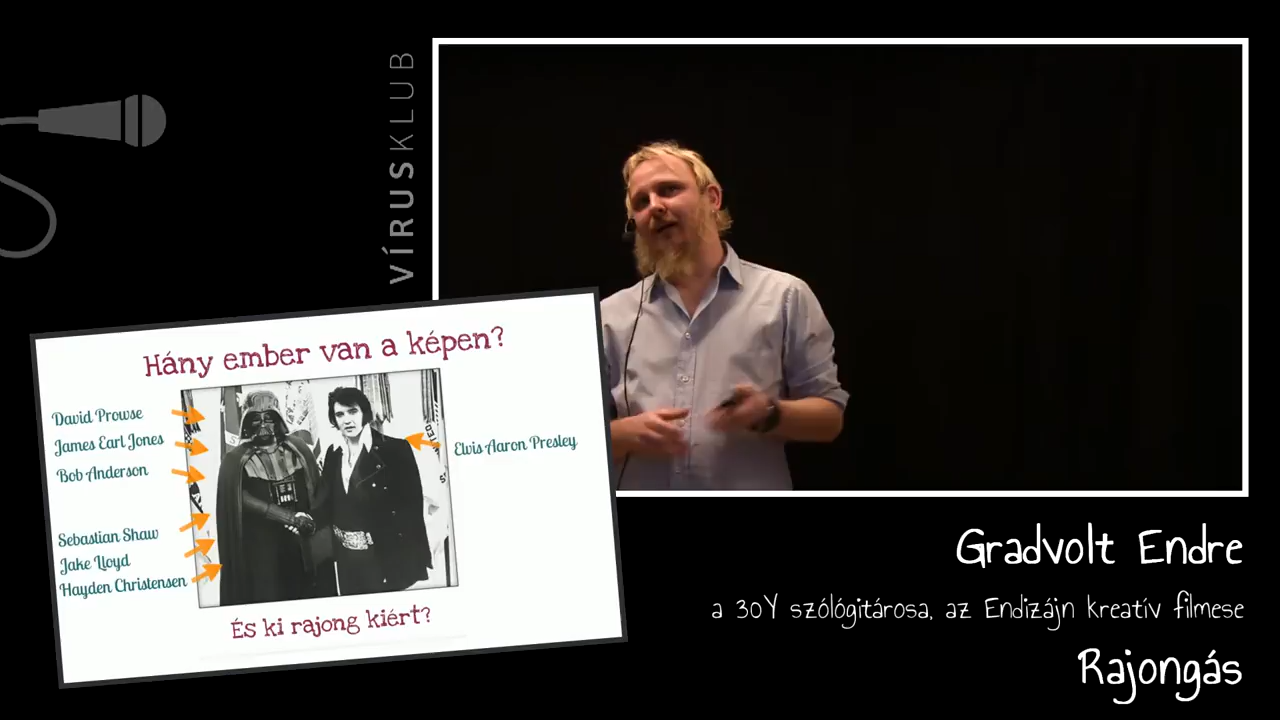 VÍRUSKLUB
Hány ember van a képen?
David Prowse
James Earl Jones
Bob Anderson
Elvis Aaron Presley
Sebastian Shaw
Jake Lloyd
Hayden Christensen
És ki rajong kiért?
Gradvolt Endre
a 30Y szólógitárosa, az Endizájn kreatív filmese
Rajongás